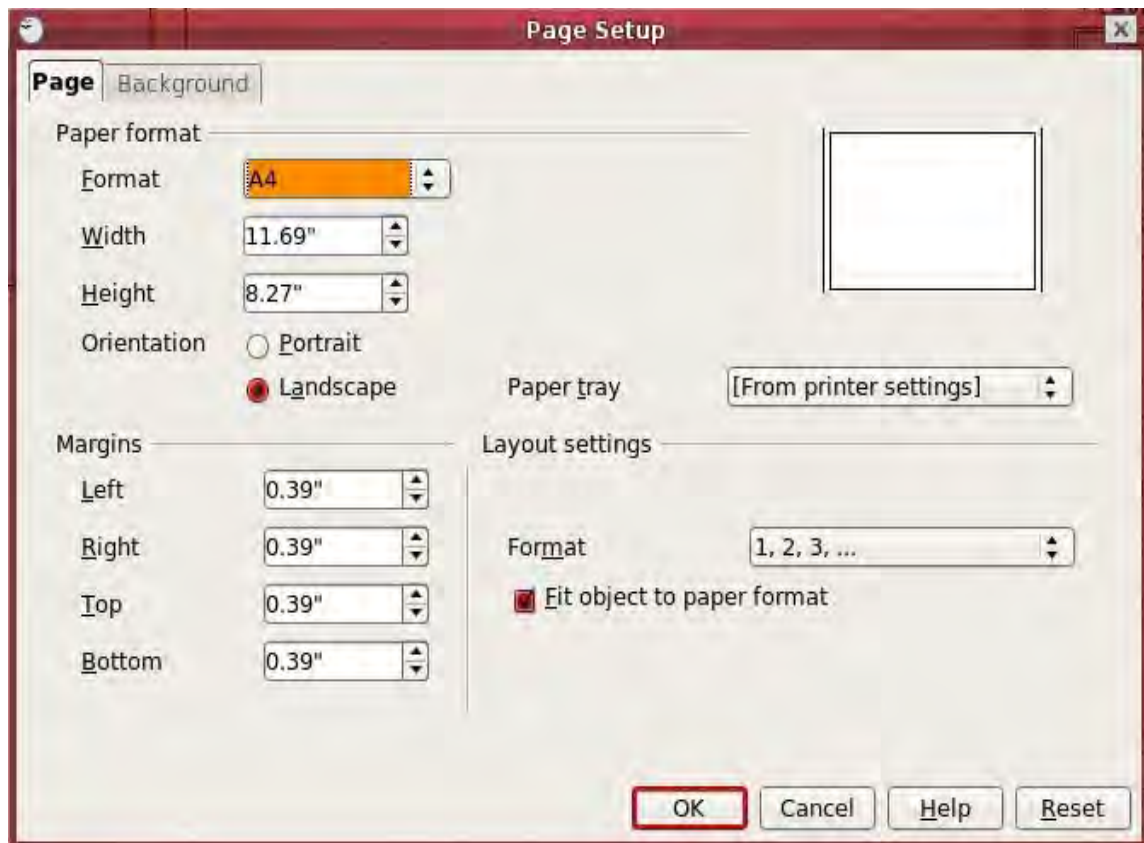 Page Setup
Page Background
Paper format
Format A4
Width 11.69"
Height 8.27"
Orientation Portrait
Landscape Paper tray [From printer settings]
Margins Layout settings
Left 0.39"
Right 0.39" Format 1, 2, 3, ...
Top 0.39" Fit object to paper format
Bottom 0.39"
OK Cancel Help Reset